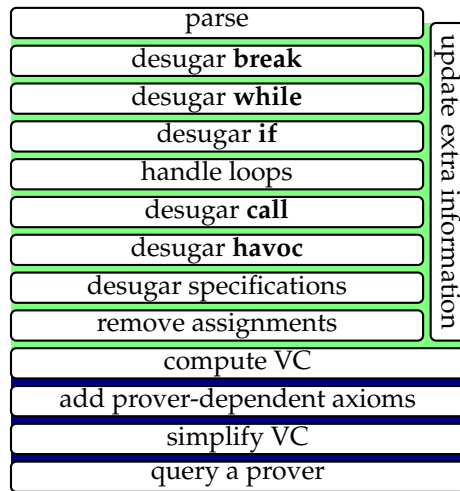 parse
desugar break
desugar while
desugar if
handle loops
desugar call
desugar havoc
desugar specifications
remove assignments
update extra information
compute VC
add prover-dependent axioms
simplify VC
query a prover